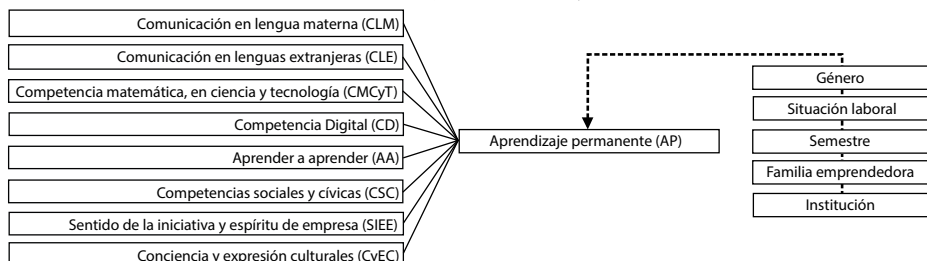 Comunicación en lengua materna (CLM)
Comunicación en lenguas extranjeras (CLE)
Competencia matemática, en ciencia y tecnología (CMCyT)
Competencia Digital (CD)
Aprender a aprender (AA)
Competencias sociales y cívicas (CSC)
Sentido de la iniciativa y espíritu de empresa (SIEE)
Conciencia y expresión culturales (CyEC)
Aprendizaje permanente (AP)
Género
Situación laboral
Semestre
Familia emprendedora
Institución